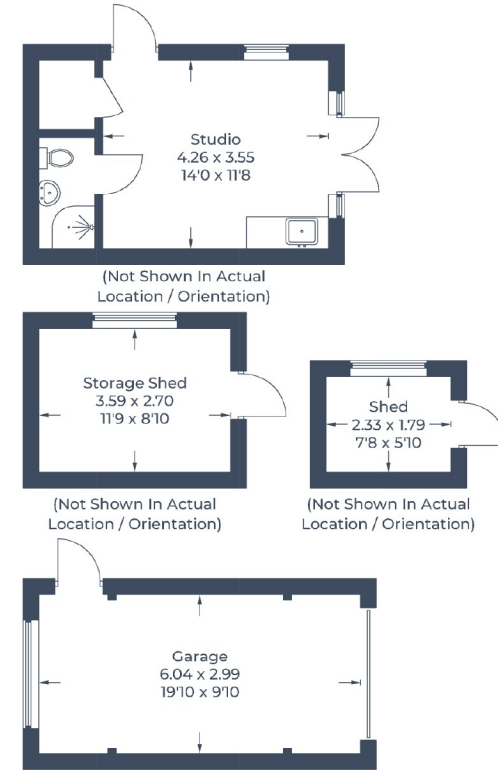 Studio
4.26 x 3.55
14'0 x 11'8
(Not Shown In Actual
Location / Orientation)
Storage Shed
3.59 x 2.70
11'9 x 8'10
(Not Shown In Actual
Location / Orientation)
Shed
2.33 x 1.79
7'8 x 5'10
(Not Shown In Actual
Location / Orientation)
Garage
6.04 x 2.99
19'10 x 9'10